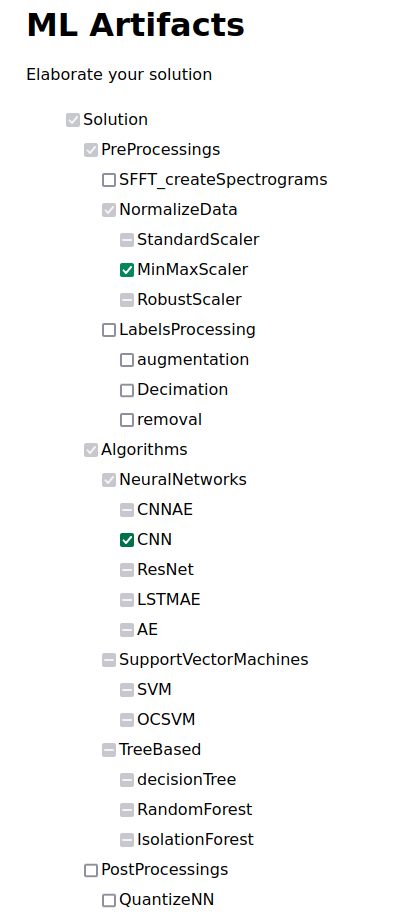 ML Artifacts
Elaborate your solution
Solution
PreProcessings
SFFT_createSpectrograms
NormalizeData
StandardScaler
MinMaxScaler
RobustScaler
LabelsProcessing
augmentation
Decimation
removal
Algorithms
NeuralNetworks
CNNAE
CNN
ResNet
LSTMAE
AE
SupportVectorMachines
SVM
OCSVM
TreeBased
decisionTree
RandomForest
IsolationForest
PostProcessings
QuantizeNN